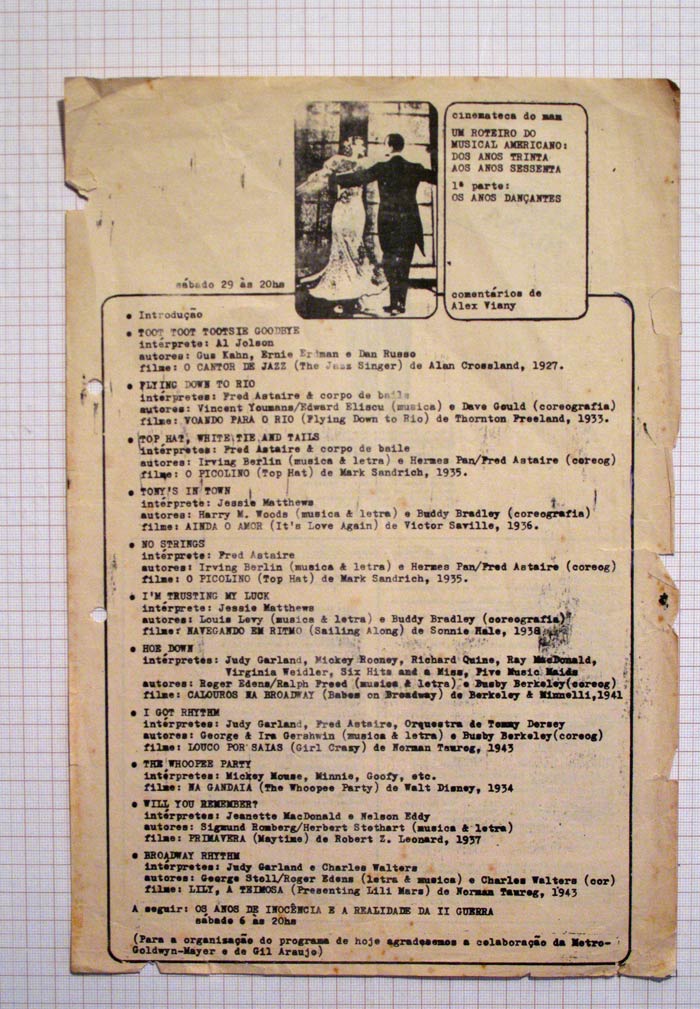 cinemateca do mam
UM ROTEIRO DO
MUSICAL AMERICANO:
DOS ANOS TRINTA
AOS ANOS SESSENTA
1ª parte:
OS ANOS DANÇANTES
comentários de
Alex Viany
sábado 29 às 20hs
• Introdução
• TOOT TOOT TOOTSIE GOODBYE
intérprete: Al Jolson
autores: Gus Kahn, Ernie Erdman e Dan Russo
filme: O CANTOR DE JAZZ (The Jazz Singer) de Alan Crossland, 1927.
• FLYING DOWN TO RIO
intérpretes: Fred Astaire & corpo de baile
autores: Vincent Youmans/Edward Eliscu (musica) e Dave Gould (coreografia)
filme: VOANDO PARA O RIO (Flying Down to Rio) de Thornton Freeland, 1933.
• TOP HAT, WHITE TIE AND TAILS
intérpretes: Fred Astaire & corpo de baile
autores: Irving Berlin (musica & letra) e Hermes Pan/Fred Astaire (coreog)
filme: O PICOLINO (Top Hat) de Mark Sandrich, 1935.
• TONY'S IN TOWN
intérprete: Jessie Matthews
autores: Harry M. Woods (musica & letra) e Buddy Bradley (coreografia)
filme: AINDA O AMOR (It's Love Again) de Victor Saville, 1936.
• NO STRINGS
intérprete: Fred Astaire
autores: Irving Berlin (musica & letra) e Hermes Pan/Fred Astaire (coreog)
filme: O PICOLINO (Top Hat) de Mark Sandrich, 1935.
• I'M TRUSTING MY LUCK
intérprete: Jessie Matthews
autores: Louis Levy (musica & letra) e Buddy Bradley (coreografia)
filme: NAVEGANDO EM RITMO (Sailing Along) de Sonnie Hale, 1938
• HOE DOWN
intérpretes: Judy Garland, Mickey Rooney, Richard Quine, Ray MacDonald,
Virginia Weidler, Six Hits and a Miss, Five Music Maids
autores: Roger Edens/Ralph Freed (musica & letra) e Busby Berkeley(coreog)
filme: CALOUROS NA BROADWAY (Babes on Broadway) de Berkeley & Minnelli,1941
• I GOT RHYTHM
intérpretes: Judy Garland, Fred Astaire, Orquestra de Tommy Dorsey
autores: George & Ira Gershwin (musica & letra) e Busby Berkeley(coreog)
filme: LOUCO POR SAIAS (Girl Crazy) de Norman Taureg, 1943
• THE WHOOPEE PARTY
intérpretes: Mickey Mouse, Minnie, Goofy, etc.
filme: NA GANDAIA (The Whoopee Party) de Walt Disney, 1934
• WILL YOU REMEMBER?
intérpretes: Jeanette MacDonald e Nelson Eddy
autores: Sigmund Romberg/Herbert Stothart (musica & letra)
filme: PRIMAVERA (Maytime) de Robert Z. Leonard, 1937
• BROADWAY RHYTHM
intérpretes: Judy Garland e Charles Walters
autores: George Stoll/Roger Edens (letra & musica) e Charles Walters (cor)
filme: LILY, A TEIMOSA (Presenting Lili Mars) de Norman Taureg, 1943
A seguir: OS ANOS DE INOCÊNCIA E A REALIDADE DA II GUERRA
sábado 6 às 20hs
(Para a organização do programa de hoje agradesemos a colaboração da Metro-
Goldwyn-Mayer e de Gil Araujo)